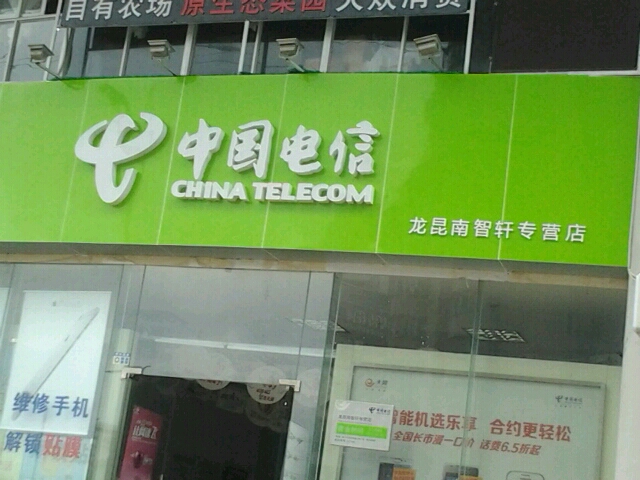 自有农场 原生态菜园 大众消费
中国电信
CHINA TELECOM
龙昆南智轩专营店
维修手机
解锁贴膜
智能机选乐享 合约更轻松
全国长市漫一口价 话费6.5折起